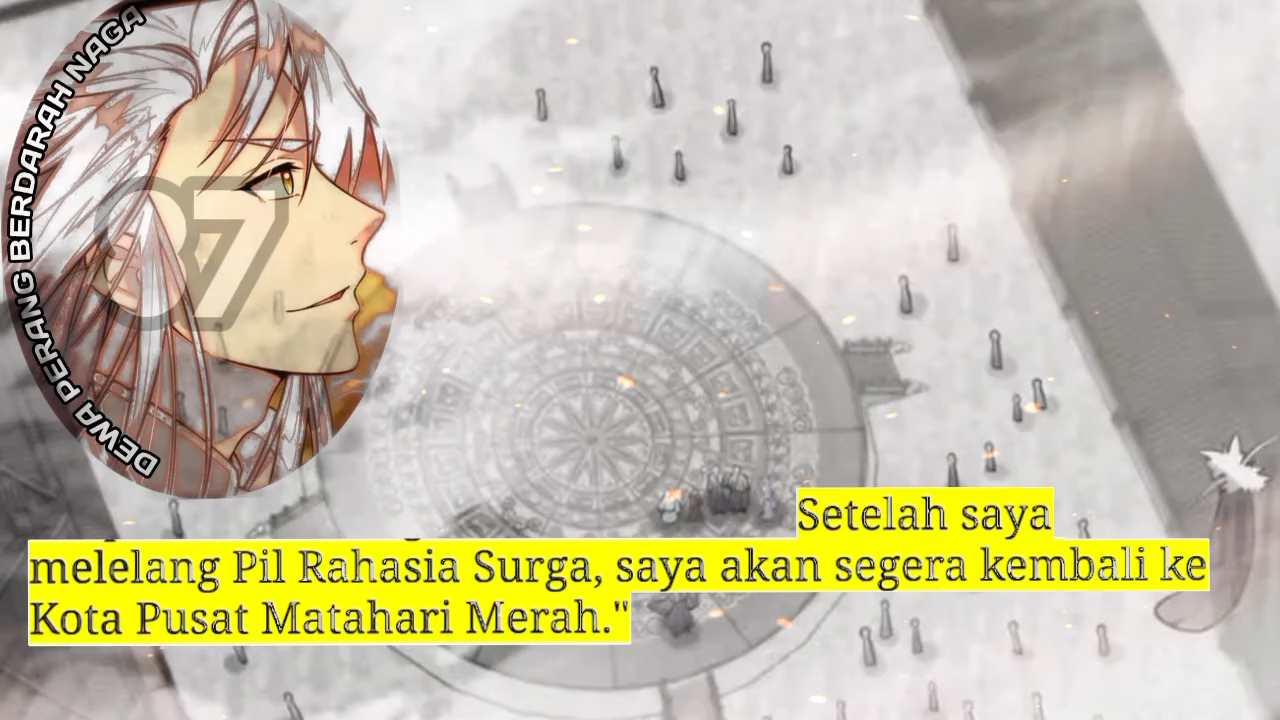 DEWA PERANG BERDARAH NAGA
97
Setelah saya
melelang Pil Rahasia Surga, saya akan segera kembali ke
Kota Pusat Matahari Merah."